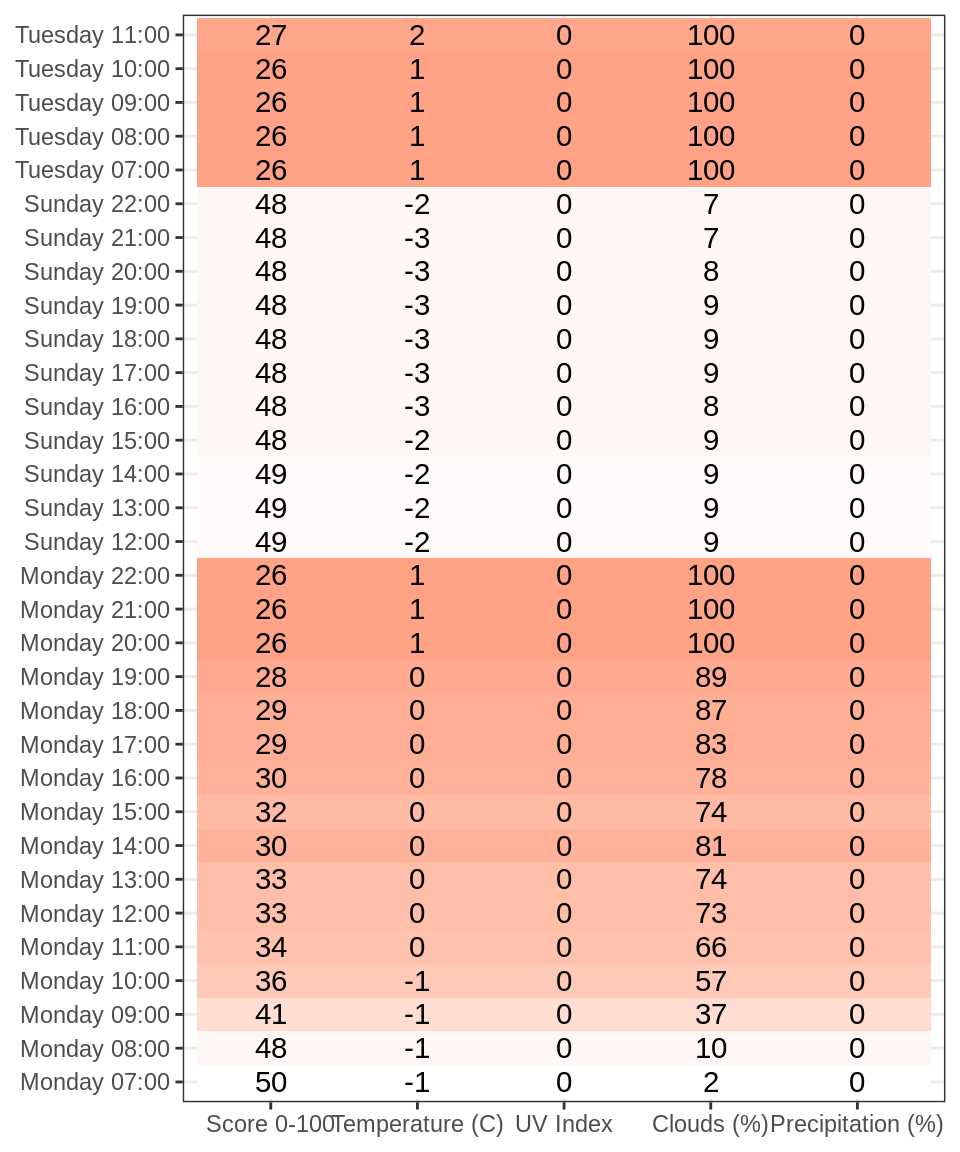 Tuesday 11:00 27 2 0 100 0
Tuesday 10:00 26 1 0 100 0
Tuesday 09:00 26 1 0 100 0
Tuesday 08:00 26 1 0 100 0
Tuesday 07:00 26 1 0 100 0
Sunday 22:00 48 -2 0 7 0
Sunday 21:00 48 -3 0 7 0
Sunday 20:00 48 -3 0 8 0
Sunday 19:00 48 -3 0 9 0
Sunday 18:00 48 -3 0 9 0
Sunday 17:00 48 -3 0 9 0
Sunday 16:00 48 -3 0 8 0
Sunday 15:00 48 -2 0 9 0
Sunday 14:00 49 -2 0 9 0
Sunday 13:00 49 -2 0 9 0
Sunday 12:00 49 -2 0 9 0
Monday 22:00 26 1 0 100 0
Monday 21:00 26 1 0 100 0
Monday 20:00 26 1 0 100 0
Monday 19:00 28 0 0 89 0
Monday 18:00 29 0 0 87 0
Monday 17:00 29 0 0 83 0
Monday 16:00 30 0 0 78 0
Monday 15:00 32 0 0 74 0
Monday 14:00 30 0 0 81 0
Monday 13:00 33 0 0 74 0
Monday 12:00 33 0 0 73 0
Monday 11:00 34 0 0 66 0
Monday 10:00 36 -1 0 57 0
Monday 09:00 41 -1 0 37 0
Monday 08:00 48 -1 0 10 0
Monday 07:00 50 -1 0 2 0
Score 0-100 Temperature (C) UV Index Clouds (%) Precipitation (%)